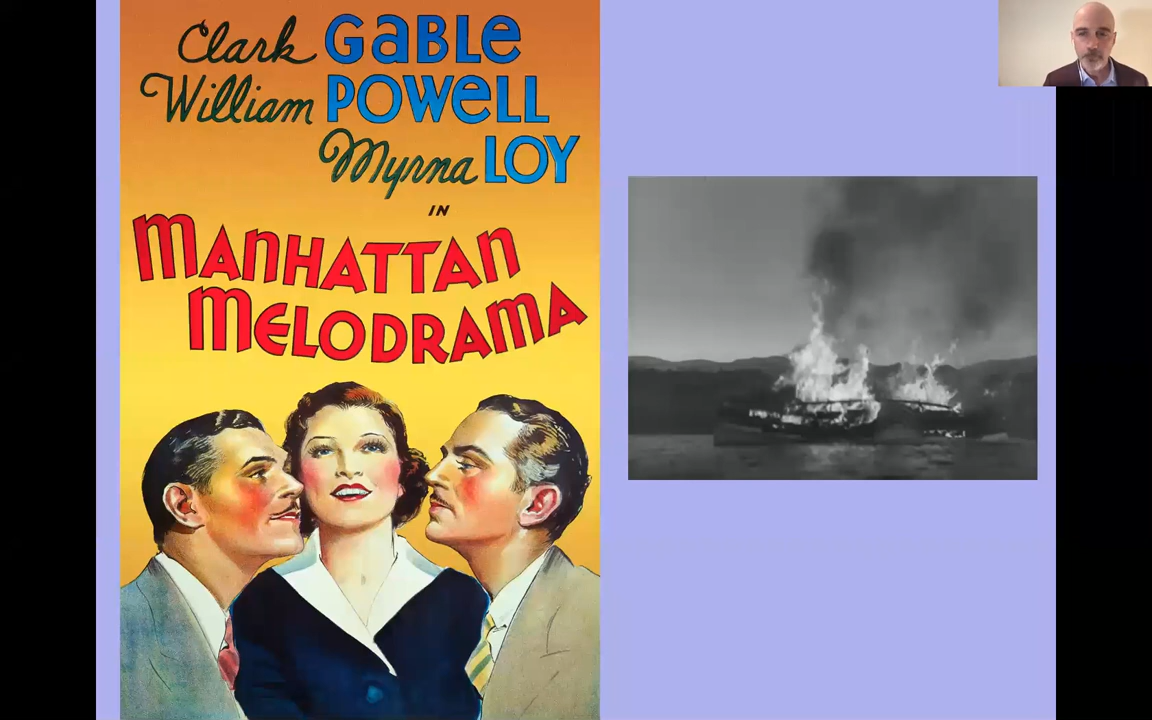 Clark GABLE
William POWELL
Myrna LOY
IN
MANHATTAN
MELODRAMA